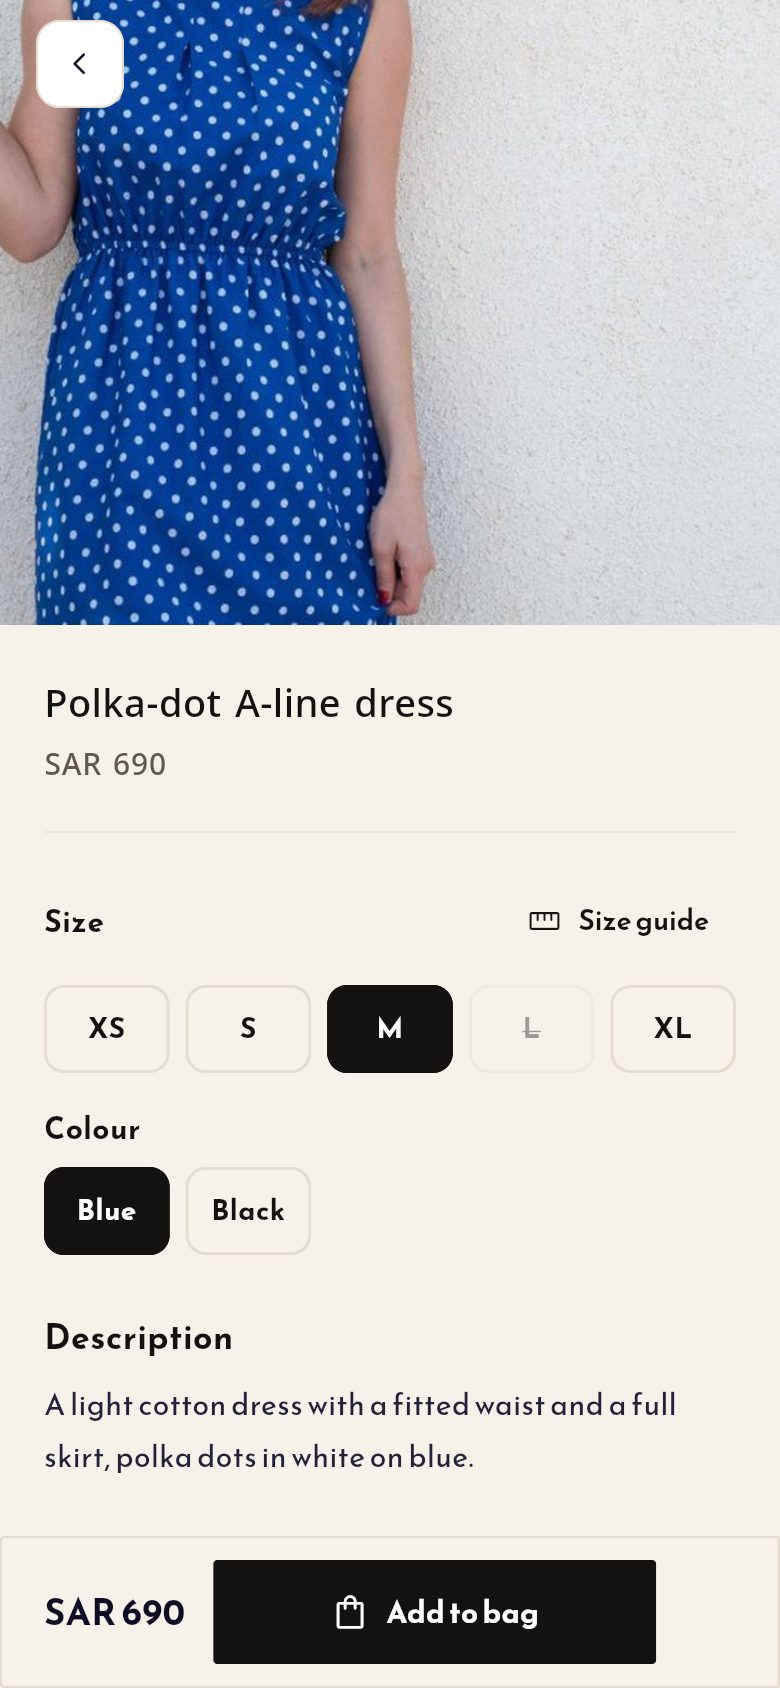 Polka-dot A-line dress
SAR 690
Size
Size guide
XS
S
M
L
XL
Colour
Blue
Black
Description
A light cotton dress with a fitted waist and a full
skirt, polka dots in white on blue.
SAR 690
Add to bag